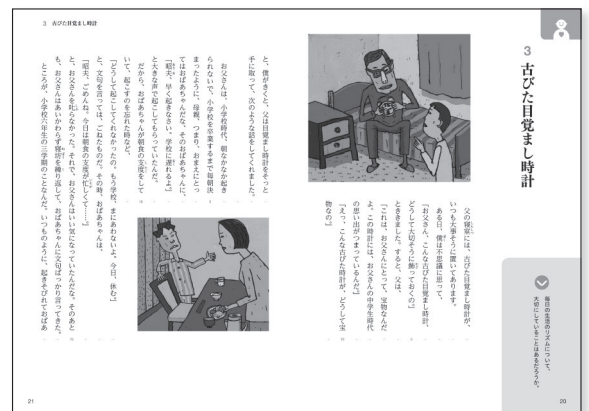 3
古びた目覚まし時計
毎日の生活のリズムについて、
大切にしていることはあるだろうか。
父の寝室には、古びた目覚まし時計が、
いつも大事そうに置いてあります。
ある日、僕は不思議に思って、
「お父さん、こんな古びた目覚まし時計、
どうして大切そうに飾っておくの。」
とききました。すると、父は、
「これは、お父さんにとって、宝物なんだ
よ。この時計には、お父さんの中学生時代
の思い出がつまっているんだ。」
「えっ、こんな古びた時計が、どうして宝
物なの。」
20
3 古びた目覚まし時計
と、僕がきくと、父は目覚まし時計をそっと
手に取って、次のような話をしてくれました。
お父さんは、小学校時代、朝なかなか起き
られないで、小学校を卒業するまで毎朝決
まったように、母親、つまり、おまえにとっ
てはおばあちゃんだな。そのおばあちゃんに、
「昭夫、早く起きなさい。学校に遅れるよ。」
と大きな声で起こしてもらっていたんだ。
だから、おばあちゃんが朝食の支度をして
いて、起こすのを忘れた時など、
「どうして起こしてくれなかったの。もう学校、まにあわないよ。今日、休む。」
と、文句を言っては、ごねたものだ。その時、おばあちゃんは、
「昭夫、ごめんね。今日は朝食の支度が忙しくて……。」
と、お父さんを叱らなかった。それで、お父さんはいい気になっていたんだな。そのあと
も、お父さんはあいかわらず寝坊を繰り返して、おばあちゃんに文句ばっかり言ってきた。
ところが、小学校六年生の三学期のことなんだ。いつものように、起きそびれておばあ
21